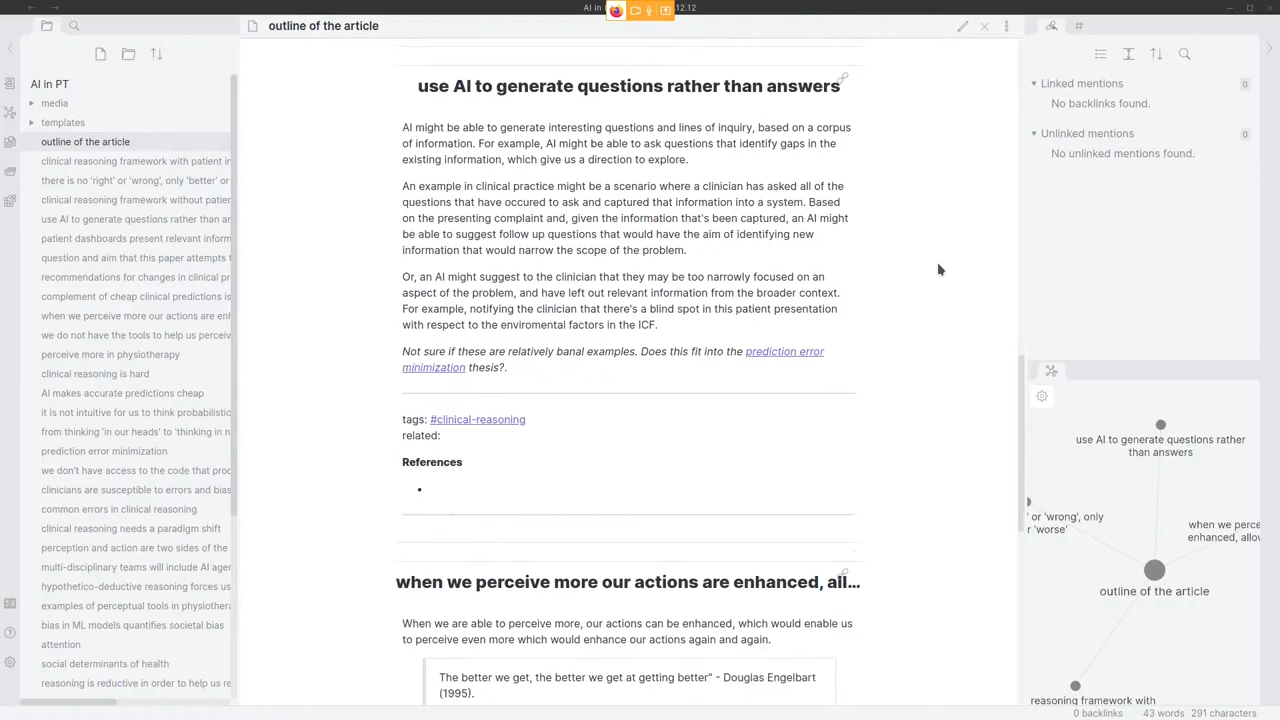 AI in
.12.12
outline of the article
#
AI in PT
media
templates
outline of the article
clinical reasoning framework with patient in
there is no 'right' or 'wrong', only 'better' or
clinical reasoning framework without patien
use AI to generate questions rather than an
patient dashboards present relevant inform
question and aim that this paper attempts t
recommendations for changes in clinical pr
complement of cheap clinical predictions is
when we perceive more our actions are enh
we do not have the tools to help us perceiv
perceive more in physiotherapy
clinical reasoning is hard
AI makes accurate predictions cheap
it is not intuitive for us to think probabilistic
from thinking 'in our heads' to 'thinking in n
prediction error minimization
we don't have access to the code that prod
clinicians are susceptible to errors and bias
common errors in clinical reasoning
clinical reasoning needs a paradigm shift
perception and action are two sides of the
multi-disciplinary teams will include AI agen
hypothetico-deductive reasoning forces us
examples of perceptual tools in physiothera
bias in ML models quantifies societal bias
attention
social determinants of health
reasoning is reductive in order to help us re
use AI to generate questions rather than answers
AI might be able to generate interesting questions and lines of inquiry, based on a corpus
of information. For example, AI might be able to ask questions that identify gaps in the
existing information, which give us a direction to explore.
An example in clinical practice might be a scenario where a clinician has asked all of the
questions that have occured to ask and captured that information into a system. Based
on the presenting complaint and, given the information that's been captured, an AI might
be able to suggest follow up questions that would have the aim of identifying new
information that would narrow the scope of the problem.
Or, an AI might suggest to the clinician that they may be too narrowly focused on an
aspect of the problem, and have left out relevant information from the broader context.
For example, notifying the clinician that there's a blind spot in this patient presentation
with respect to the enviromental factors in the ICF.
Not sure if these are relatively banal examples. Does this fit into the prediction error
minimization thesis?.
tags: #clinical-reasoning
related:
References
•
when we perceive more our actions are enhanced, all...
When we are able to perceive more, our actions can be enhanced, which would enable us
to perceive even more which would enhance our actions again and again.
The better we get, the better we get at getting better" - Douglas Engelbart
(1995).
Linked mentions 0
No backlinks found.
Unlinked mentions 0
No unlinked mentions found.
use AI to generate questions rather
than answers
' or 'wrong', only
r 'worse'
when we perce
enhanced, allov
outline of the article
reasoning framework with
0 backlinks 43 words 291 characters